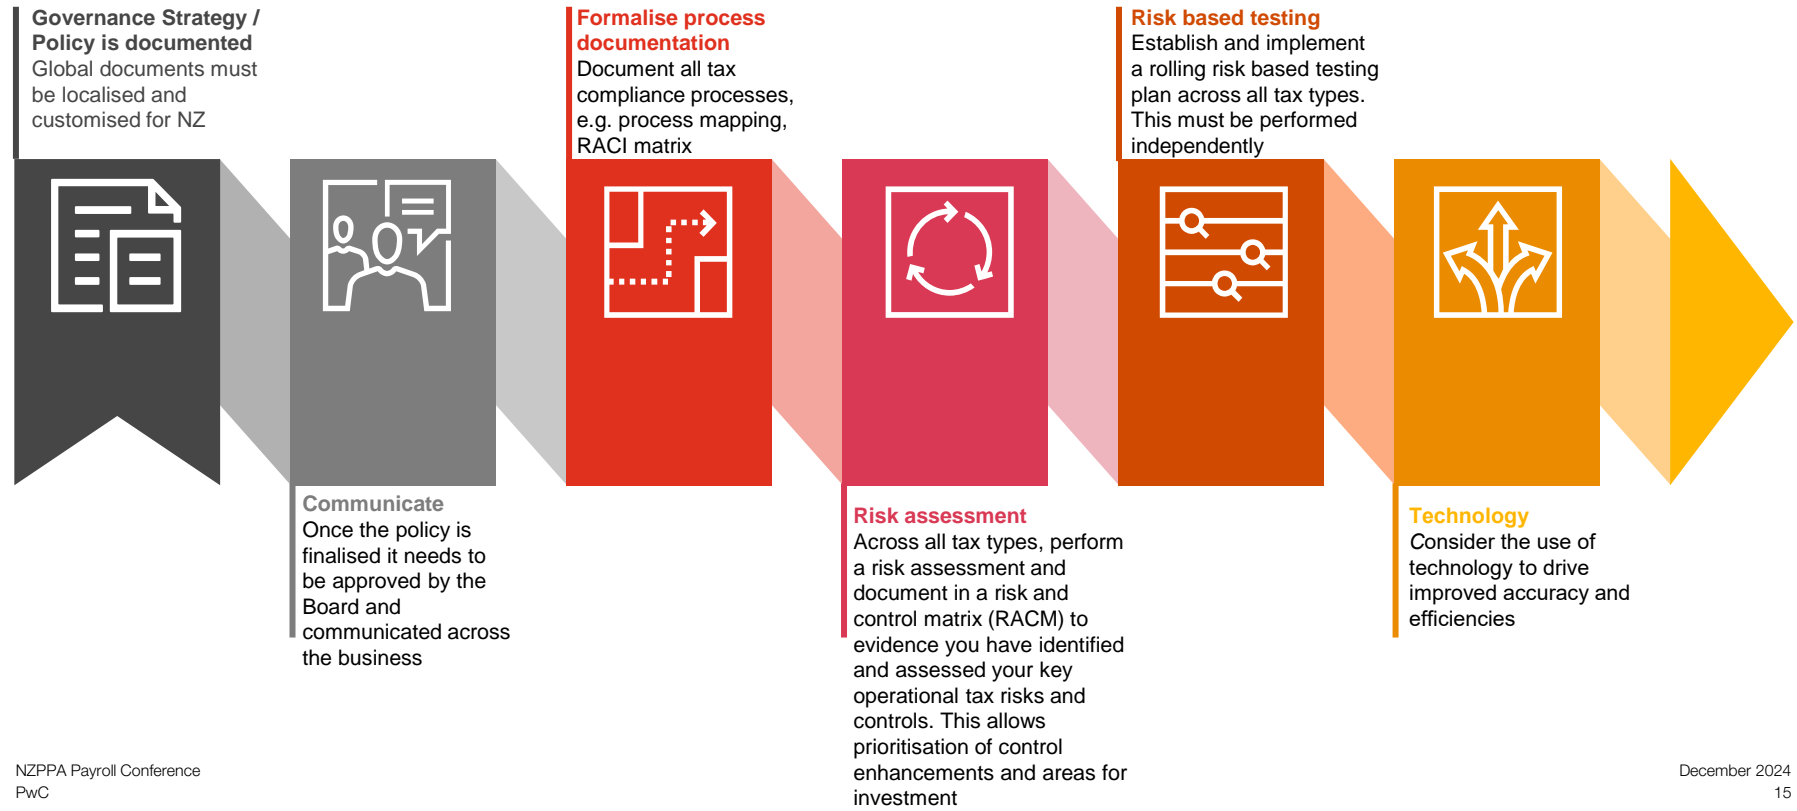 Governance Strategy /
Policy is documented
Global documents must
be localised and
customised for NZ
Communicate
Once the policy is
finalised it needs to
be approved by the
Board and
communicated across
the business
Formalise process
documentation
Document all tax
compliance processes,
e.g. process mapping,
RACI matrix
Risk assessment
Across all tax types, perform
a risk assessment and
document in a risk and
control matrix (RACM) to
evidence you have identified
and assessed your key
operational tax risks and
controls. This allows
prioritisation of control
enhancements and areas for
investment
Risk based testing
Establish and implement
a rolling risk based testing
plan across all tax types.
This must be performed
independently
Technology
Consider the use of
technology to drive
improved accuracy and
efficiencies
NZPPA Payroll Conference
PwC
December 2024
15